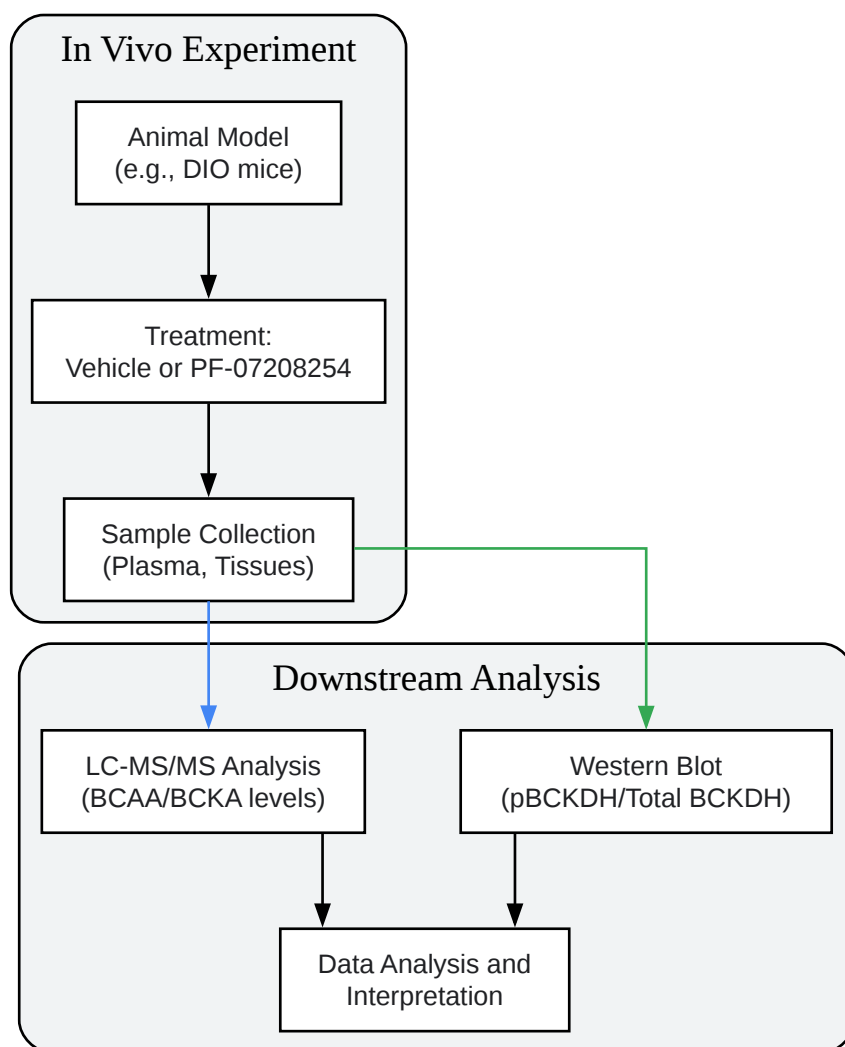 In Vivo Experiment
Animal Model
(e.g., DIO mice)
Treatment:
Vehicle or PF-07208254
Sample Collection
(Plasma, Tissues)
Downstream Analysis
LC-MS/MS Analysis
(BCAA/BCKA levels)
Western Blot
(pBCKDH/Total BCKDH)
Data Analysis and
Interpretation